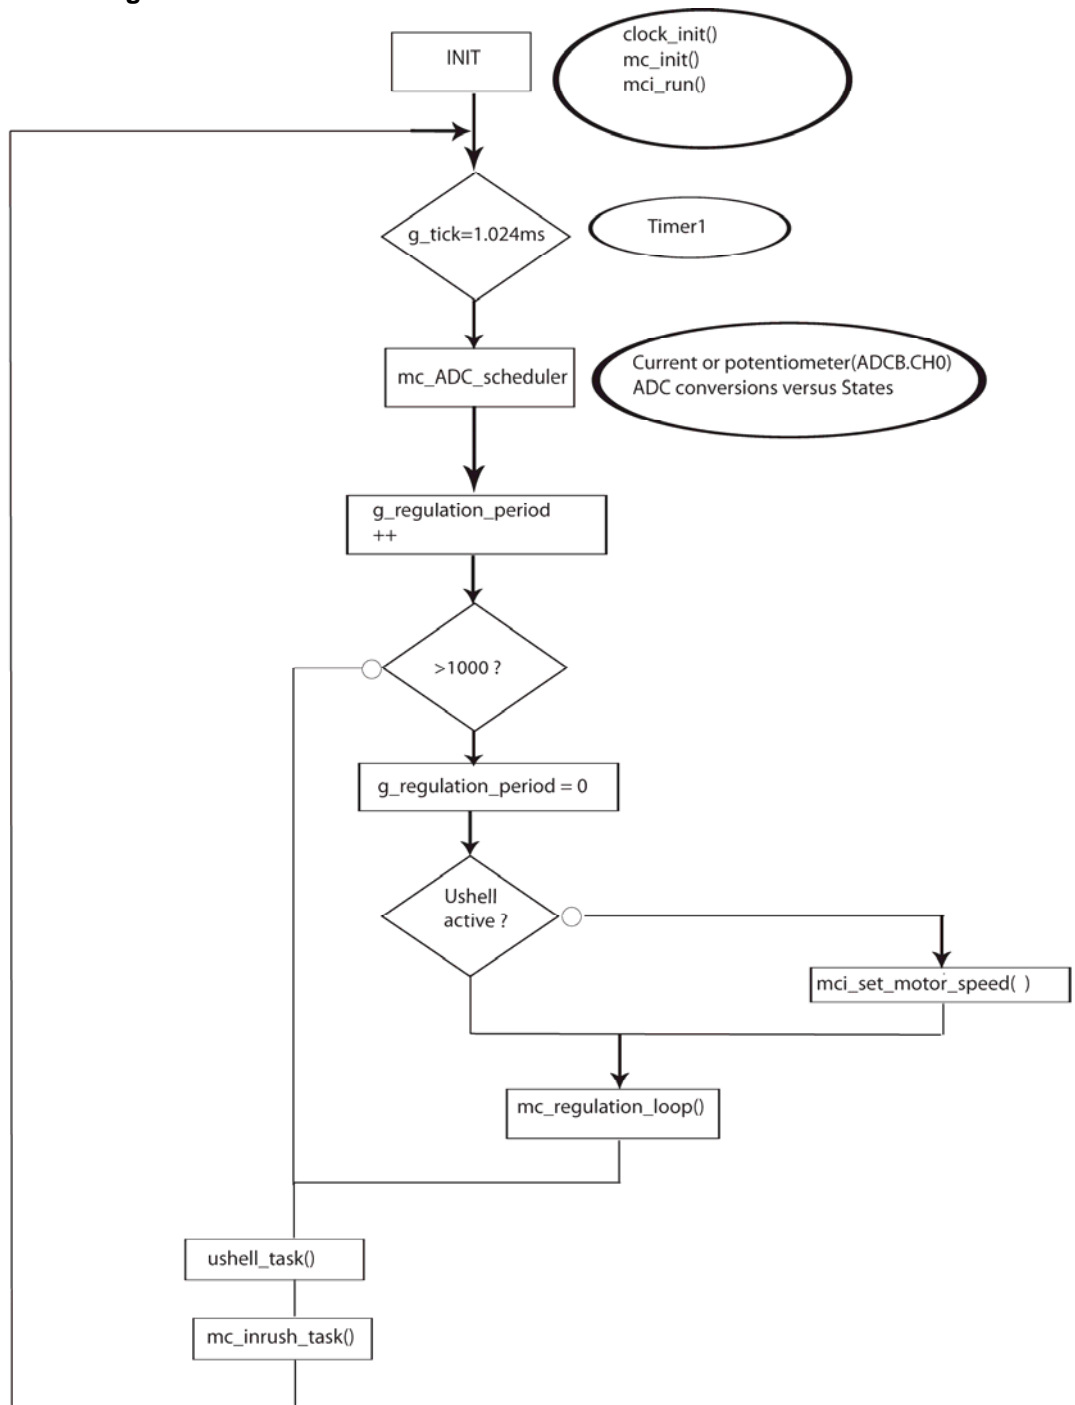 INIT
clock_init()
mc_init()
mci_run()
g_tick=1.024ms
Timer1
mc_ADC_scheduler
Current or potentiometer(ADCB.CH0)
ADC conversions versus States
g_regulation_period
++
>1000 ?
g_regulation_period = 0
Ushell
active ?
mci_set_motor_speed( )
mc_regulation_loop()
ushell_task()
mc_inrush_task()